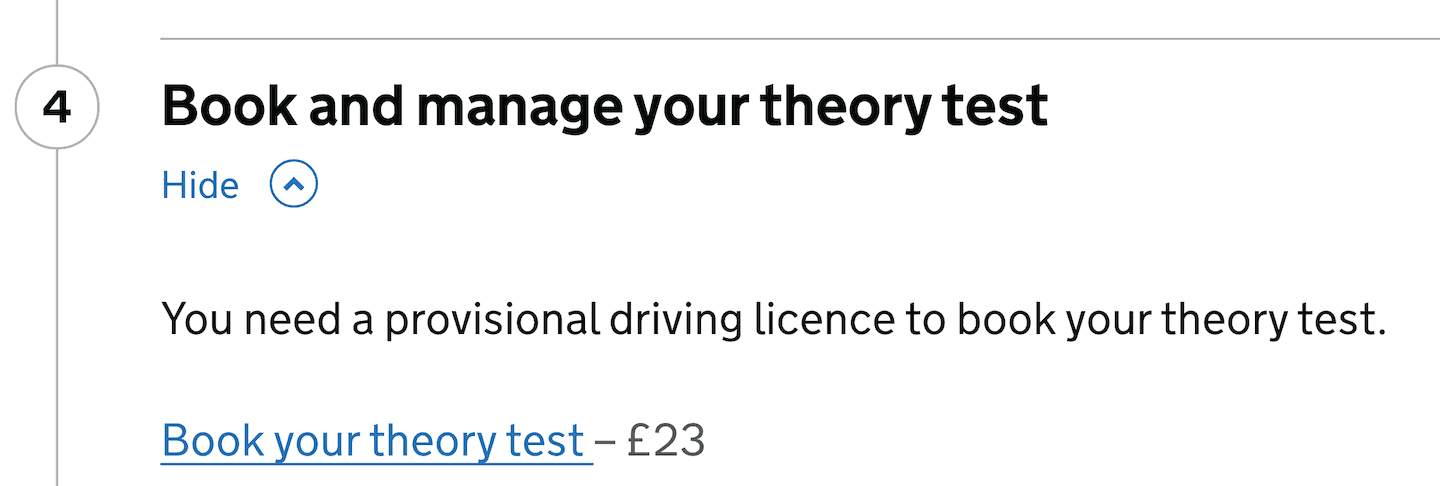 4
Book and manage your theory test
Hide
You need a provisional driving licence to book your theory test.
Book your theory test – £23